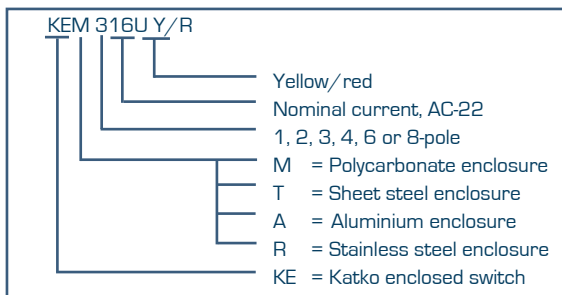 KEM 316U Y/R
Yellow/red
Nominal current, AC-22
1, 2, 3, 4, 6 or 8-pole
M = Polycarbonate enclosure
T = Sheet steel enclosure
A = Aluminium enclosure
R = Stainless steel enclosure
KE = Katko enclosed switch